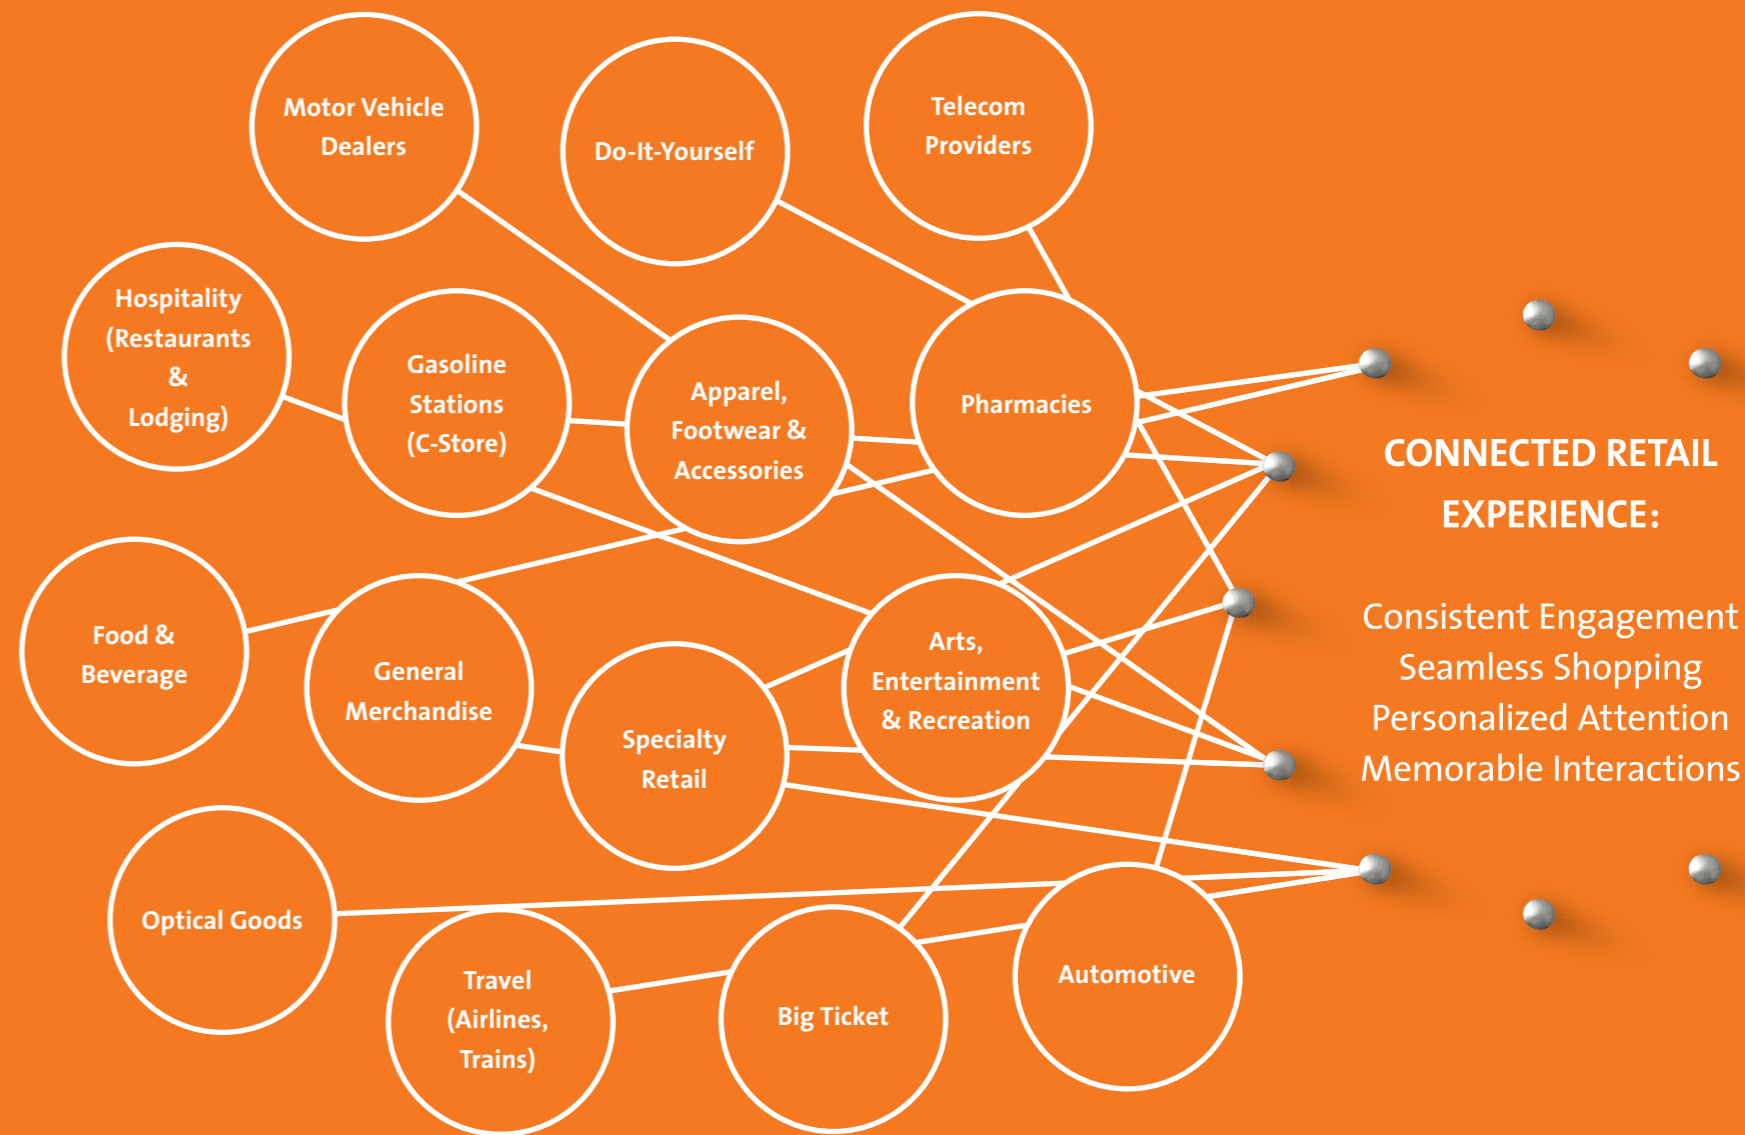 Motor Vehicle
Dealers
Do-It-Yourself
Telecom
Providers
Hospitality
(Restaurants
&
Lodging)
Gasoline
Stations
(C-Store)
Apparel,
Footwear &
Accessories
Pharmacies
CONNECTED RETAIL
EXPERIENCE:
Consistent Engagement
Seamless Shopping
Personalized Attention
Memorable Interactions
Food &
Beverage
General
Merchandise
Specialty
Retail
Arts,
Entertainment
& Recreation
Optical Goods
Travel
(Airlines,
Trains)
Big Ticket
Automotive